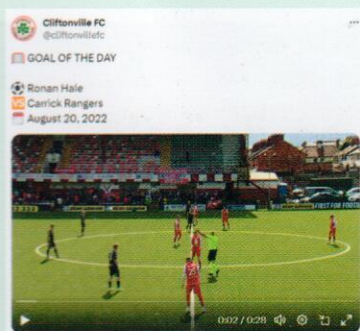 Cliftonville FC
@cliftonvillefc
GOAL OF THE DAY
Ronan Hale
VS Carrick Rangers
August 20, 2022
FIRST FOR
0:02 / 0:28